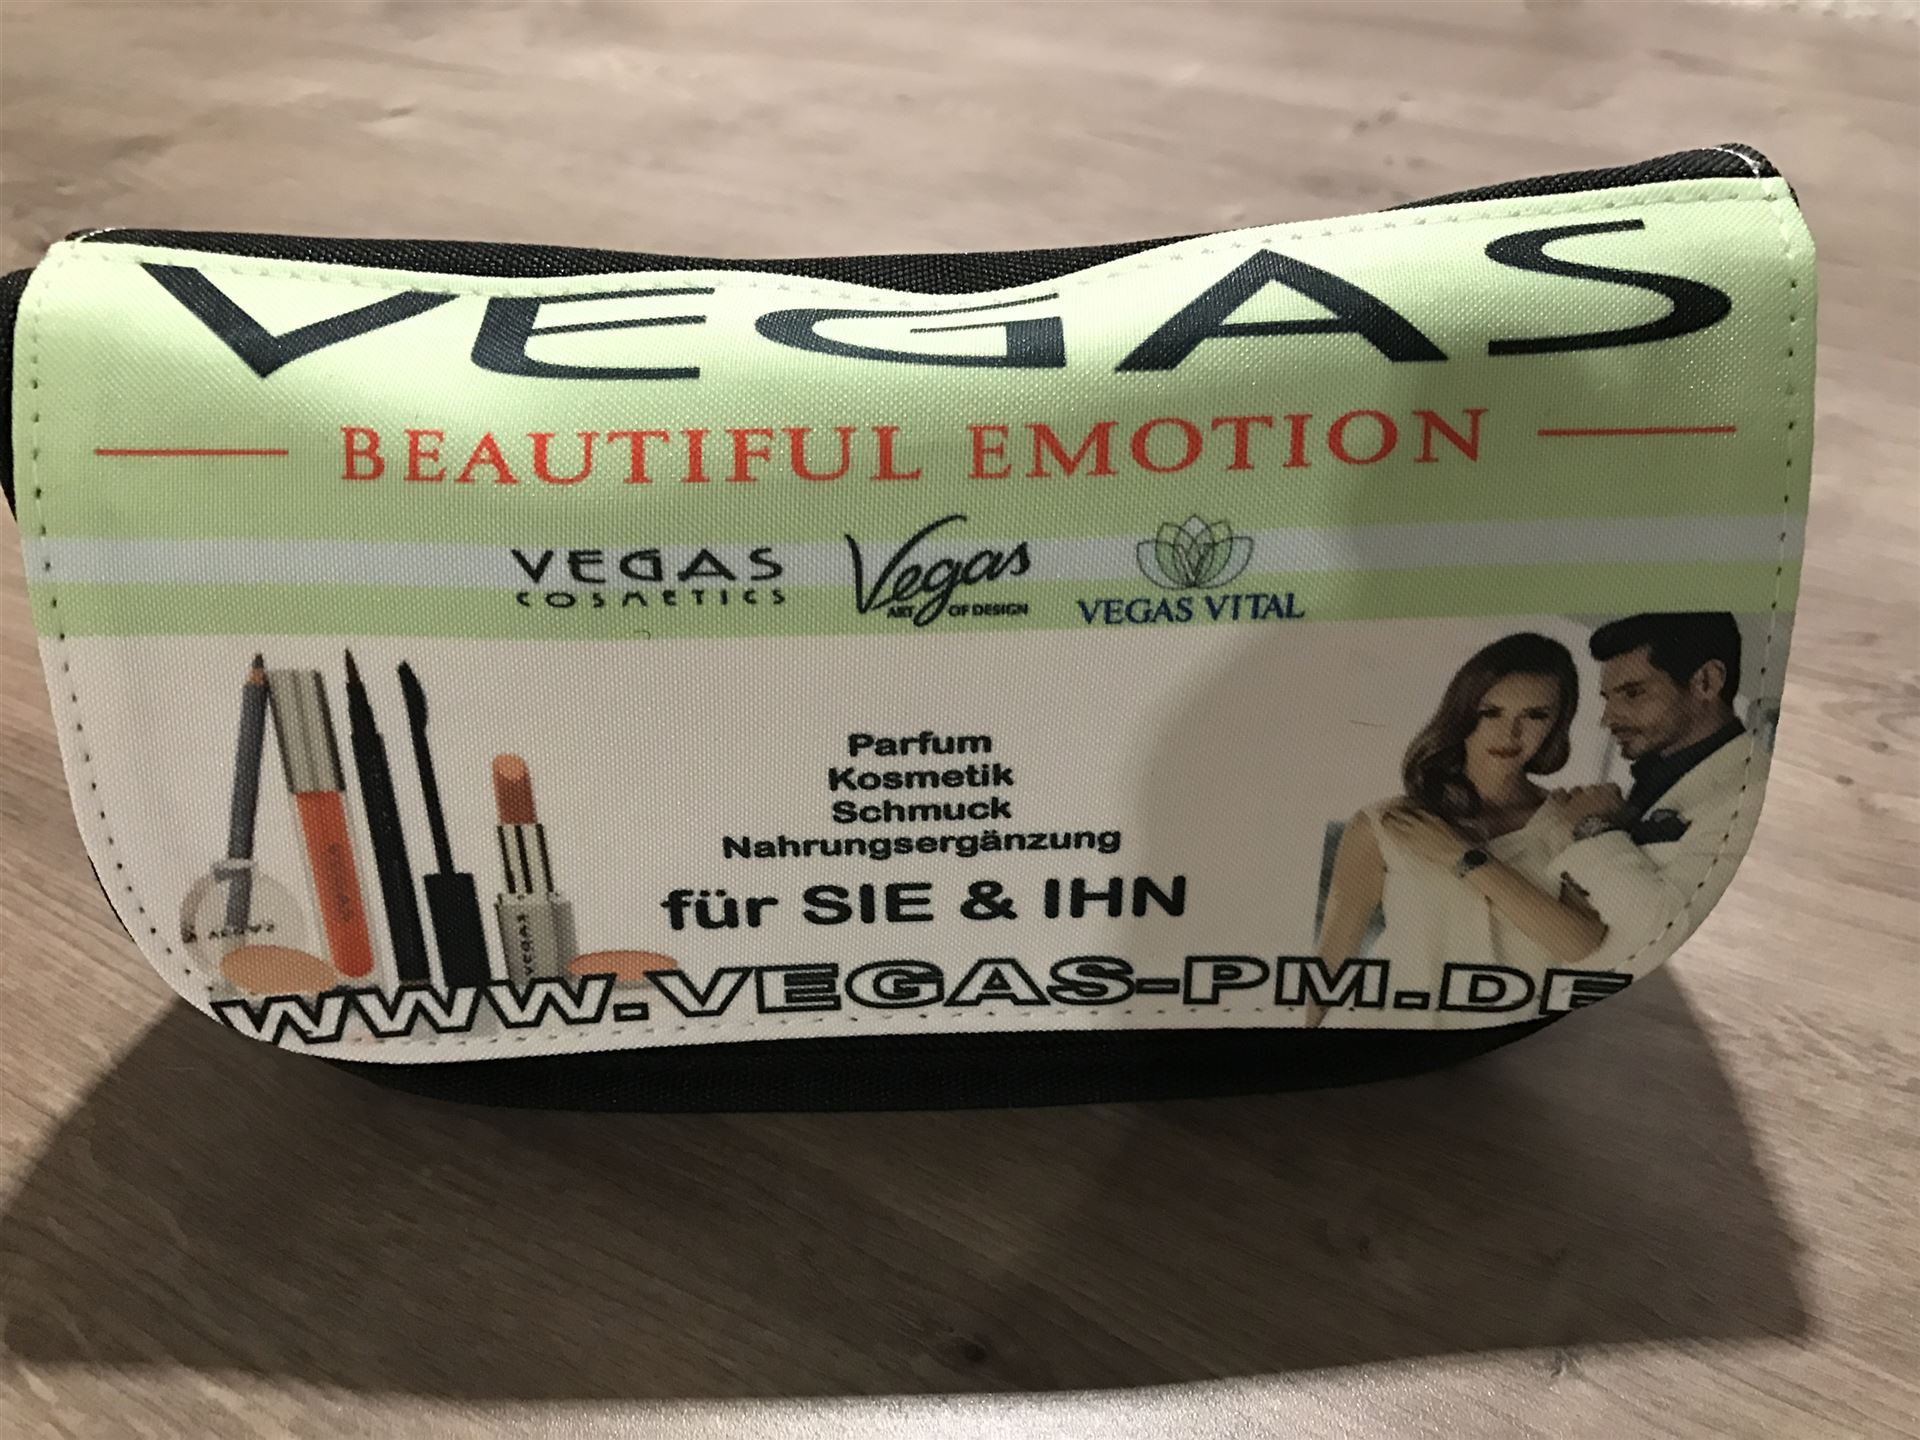 VEGAS
BEAUTIFUL EMOTION
VEGAS COSMETICS
Vegas ART OF DESIGN
VEGAS VITAL
Parfum
Kosmetik
Schmuck
Nahrungsergänzung
für SIE & IHN
VEGAS
WWW.VEGAS-PM.DE